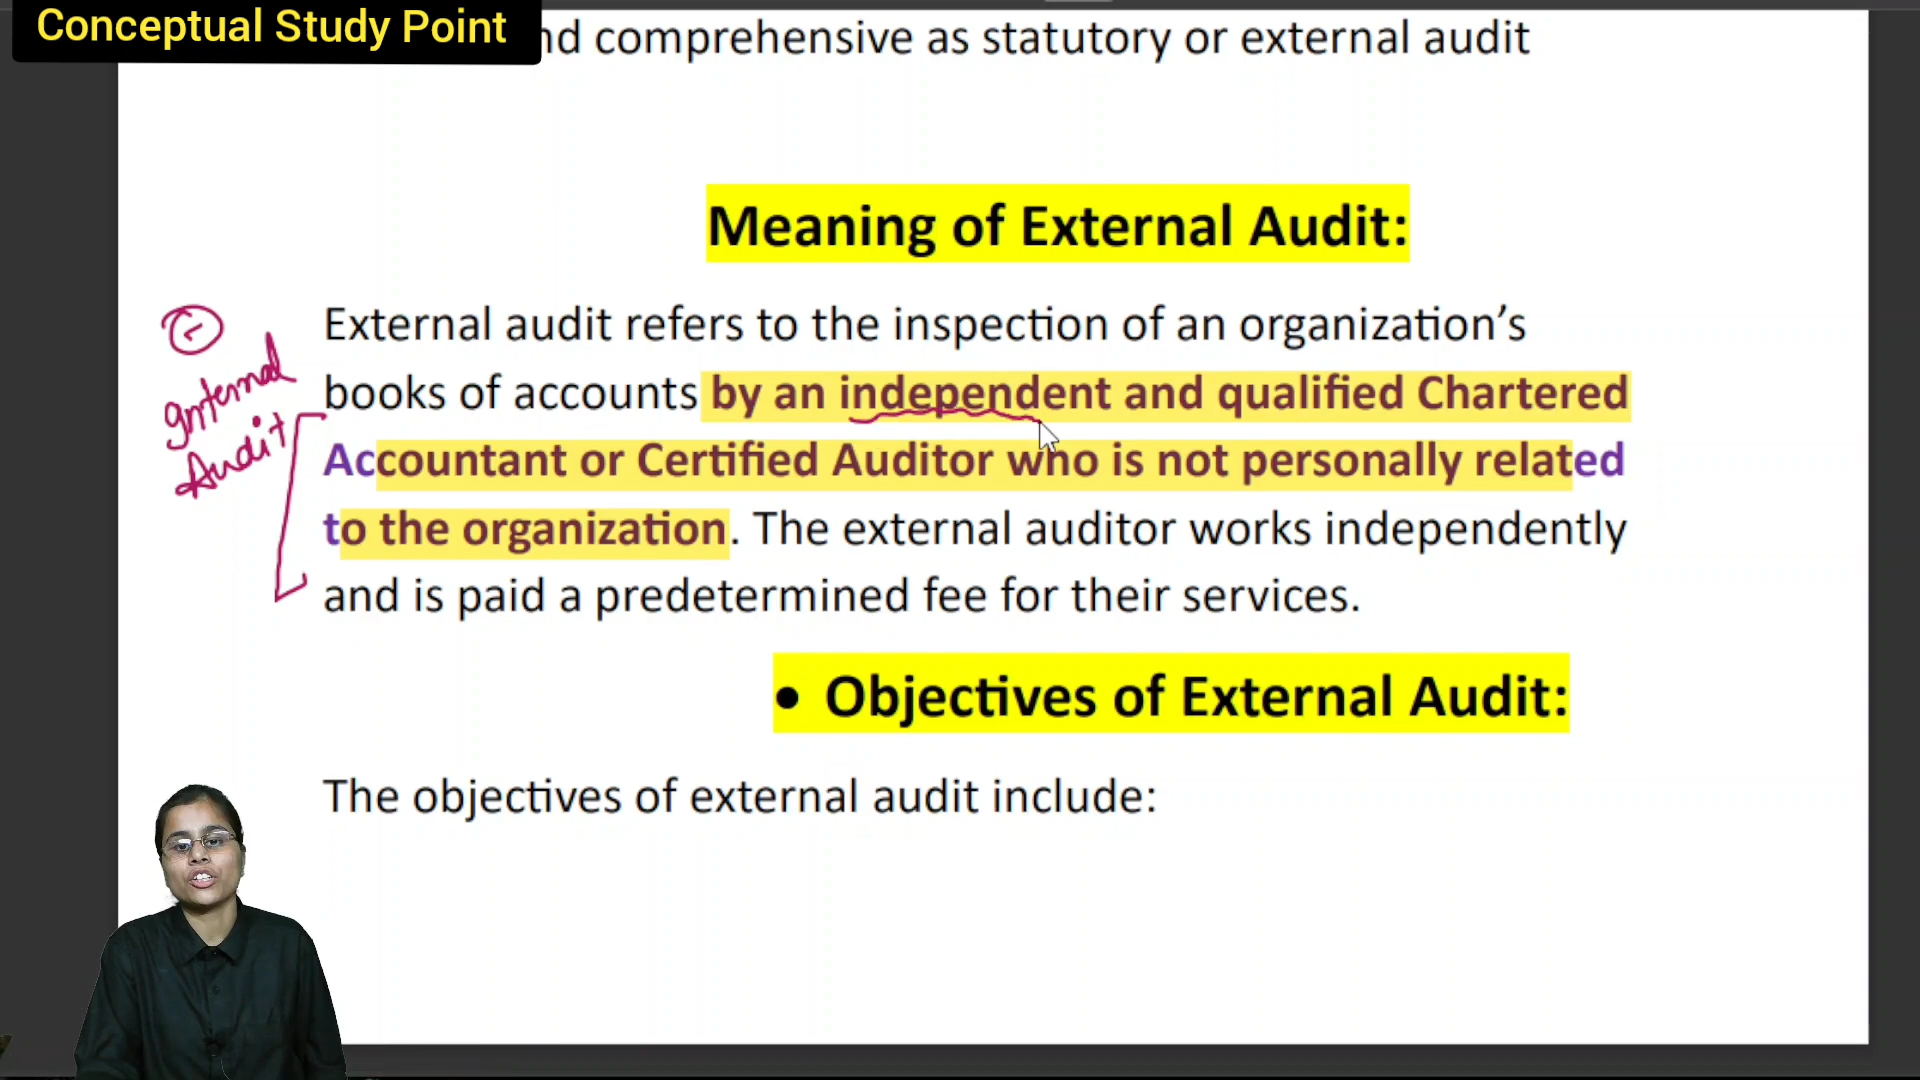 Conceptual Study Point
nd comprehensive as statutory or external audit
Meaning of External Audit:
External audit refers to the inspection of an organization’s
books of accounts by an independent and qualified Chartered
Accountant or Certified Auditor who is not personally related
to the organization. The external auditor works independently
and is paid a predetermined fee for their services.
Internal
Audit
• Objectives of External Audit:
The objectives of external audit include: